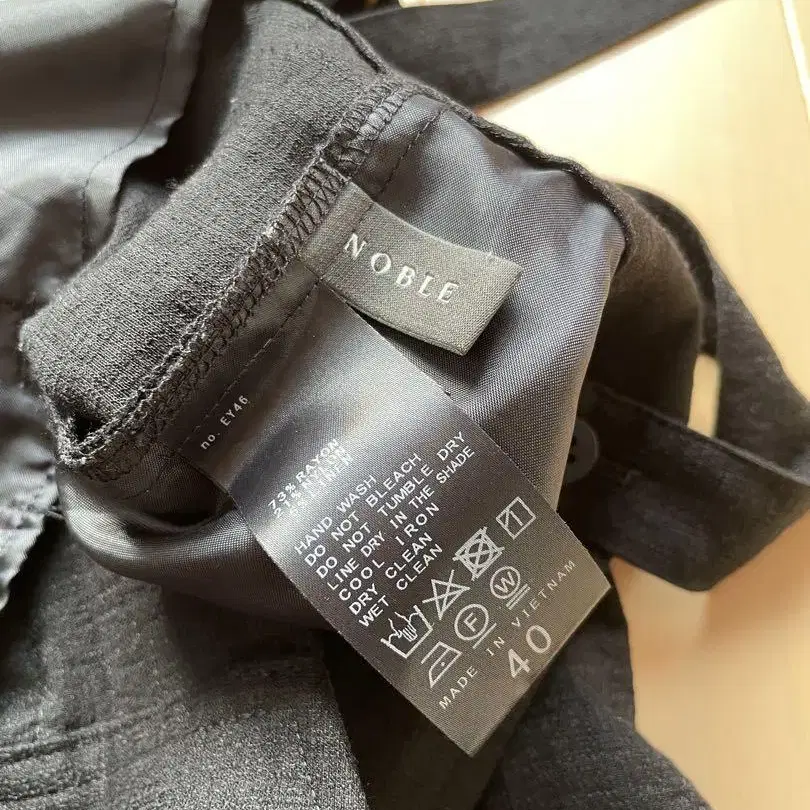 NOBLE
no. EY46
73% RAYON
LINEN
HAND WASH
DO NOT BLEACH
DO NOT TUMBLE DRY
LINE DRY IN THE SHADE
COOL IRON
DRY CLEAN
WET CLEAN
F W
MADE IN VIETNAM
40